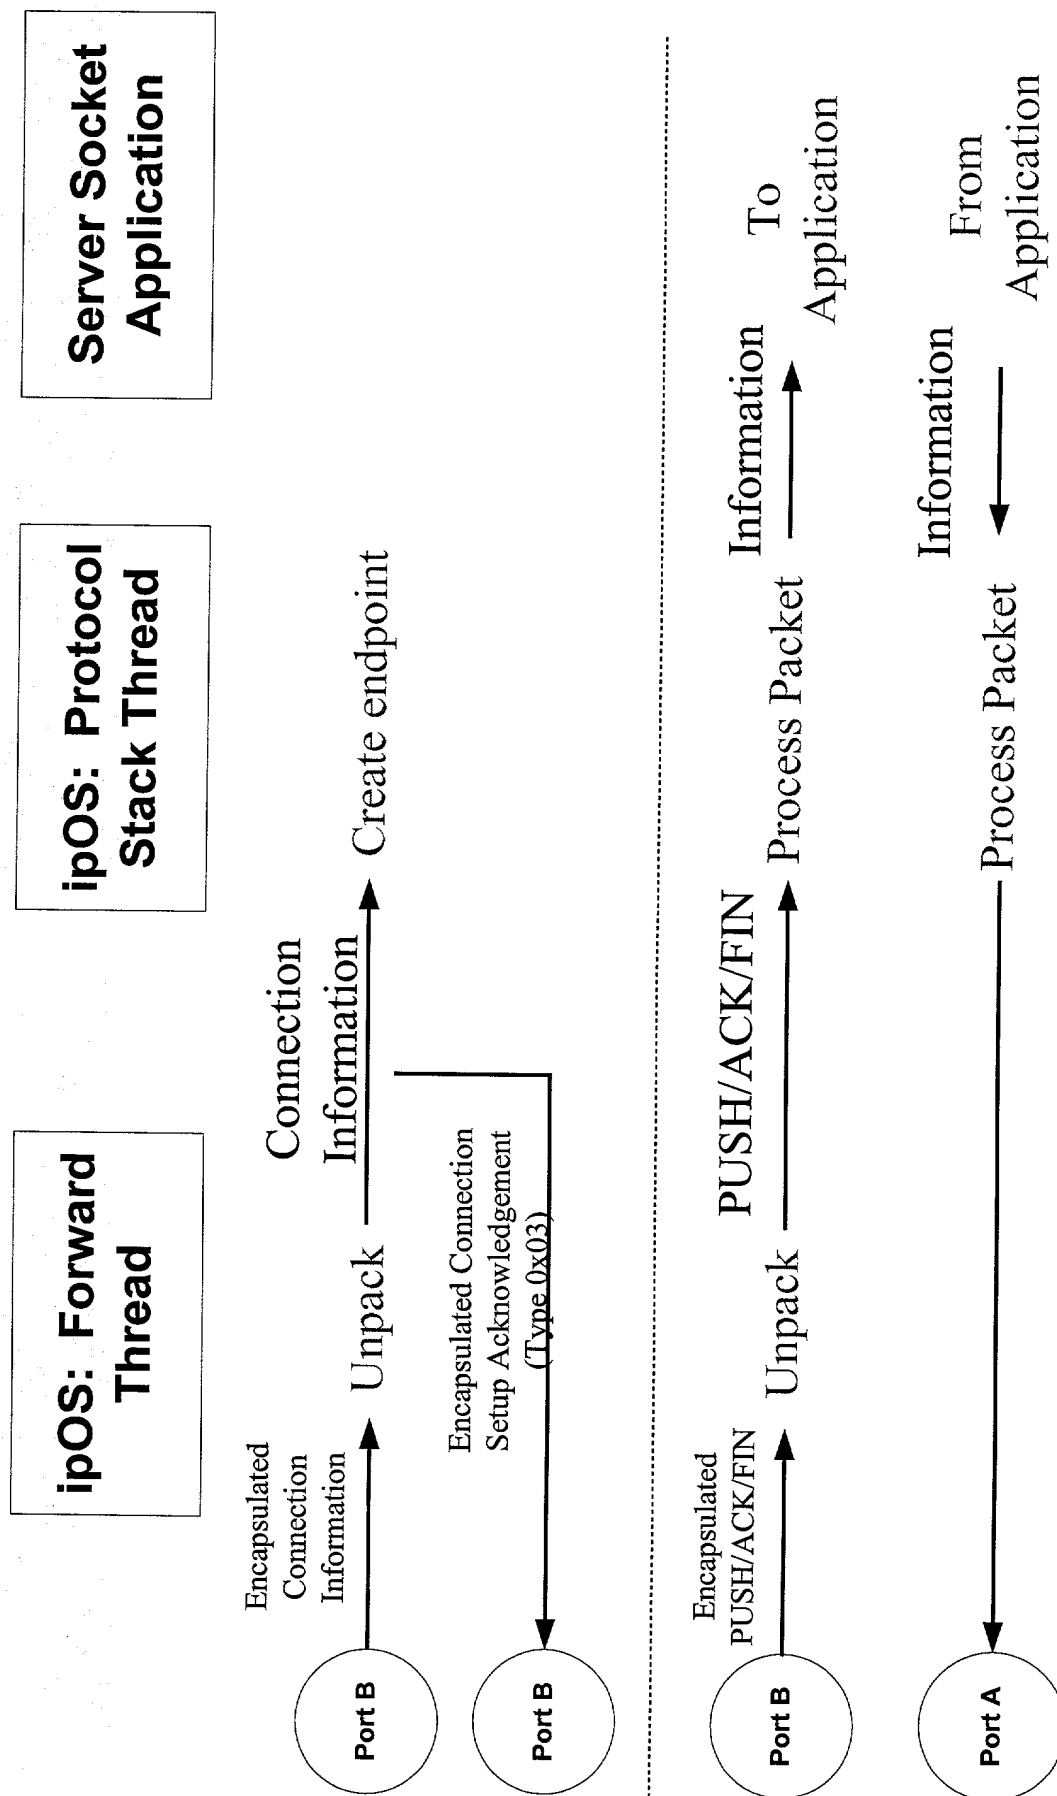 ipOS: Forward
Thread
ipOS: Protocol
Stack Thread
Server Socket
Application
Encapsulated
Connection
Information
Port B
Unpack
Connection
Information
Create endpoint
Encapsulated Connection
Setup Acknowledgement
(Type 0x03)
Port B
Encapsulated
PUSH/ACK/FIN
Port B
Unpack
PUSH/ACK/FIN
Process Packet
Information
To
Application
Port A
Process Packet
Information
From
Application